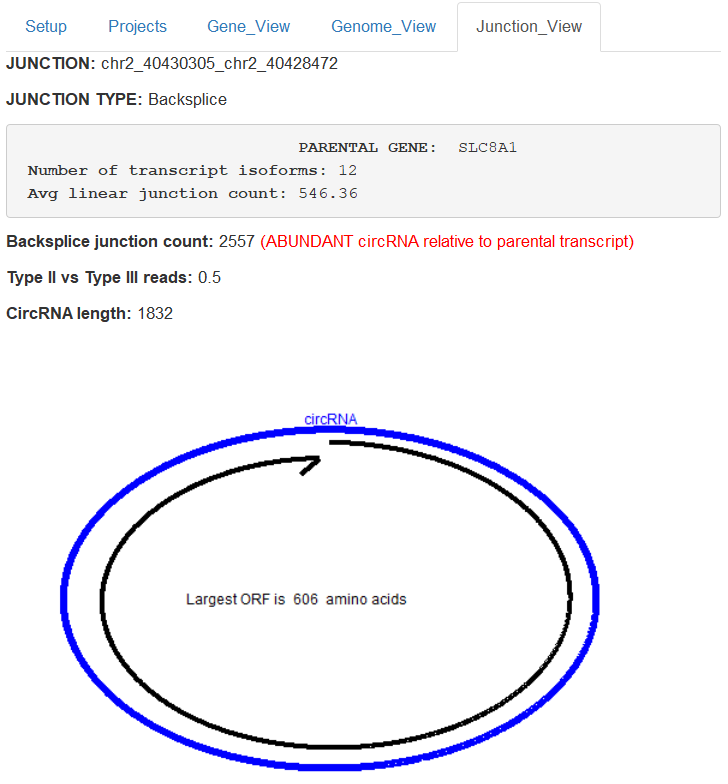 Setup Projects Gene_View Genome_View Junction_View
JUNCTION: chr2_40430305_chr2_40428472
JUNCTION TYPE: Backsplice
PARENTAL GENE: SLC8A1
Number of transcript isoforms: 12
Avg linear junction count: 546.36
Backsplice junction count: 2557 (ABUNDANT circRNA relative to parental transcript)
Type II vs Type III reads: 0.5
CircRNA length: 1832
circRNA
Largest ORF is 606 amino acids